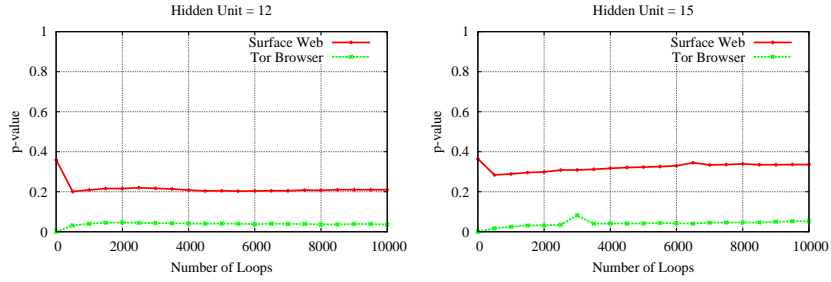 Hidden Unit = 12
1
0.8
0.6
0.4
0.2
0
p-value
Surface Web
Tor Browser
0 2000 4000 6000 8000 10000
Number of Loops
Hidden Unit = 15
1
0.8
0.6
0.4
0.2
0
p-value
Surface Web
Tor Browser
0 2000 4000 6000 8000 10000
Number of Loops